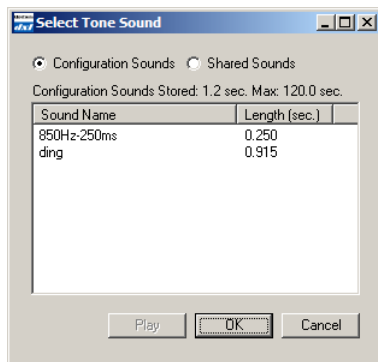 Select Tone Sound
Configuration Sounds Shared Sounds
Configuration Sounds Stored: 1.2 sec. Max: 120.0 sec.
Sound Name Length (sec.)
850Hz-250ms 0.250
ding 0.915
Play OK Cancel